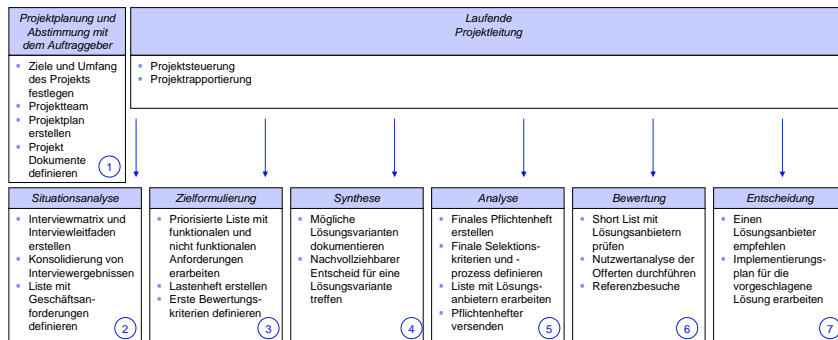 Projektplanung und
Abstimmung mit
dem Auftraggeber
▪ Ziele und Umfang
des Projekts
festlegen
▪ Projektteam
▪ Projektplan
erstellen
▪ Projekt
Dokumente
definieren
1
Laufende
Projektleitung
▪ Projektsteuerung
▪ Projektrapportierung
Situationsanalyse
▪ Interviewmatrix und
Interviewleitfaden
erstellen
▪ Konsolidierung von
Interviewergebnissen
▪ Liste mit
Geschäftsan-
forderungen
definieren
2
Zielformulierung
▪ Priorisierte Liste mit
funktionalen und
nicht funktionalen
Anforderungen
erarbeiten
▪ Lastenheft erstellen
▪ Erste Bewertungs-
kriterien definieren
3
Synthese
▪ Mögliche
Lösungsvarianten
dokumentieren
▪ Nachvollziehbarer
Entscheid für eine
Lösungsvariante
treffen
4
Analyse
▪ Finales Pflichtenheft
erstellen
▪ Finale Selektions-
kriterien und -
prozess definieren
▪ Liste mit Lösungs-
anbietern erarbeiten
▪ Pflichtenhefter
versenden
5
Bewertung
▪ Short List mit
Lösungsanbietern
prüfen
▪ Nutzwertanalyse der
Offerten durchführen
▪ Referenzbesuche
6
Entscheidung
▪ Einen
Lösungsanbieter
empfehlen
▪ Implementierungs-
plan für die
vorgeschlagene
Lösung erarbeiten
7